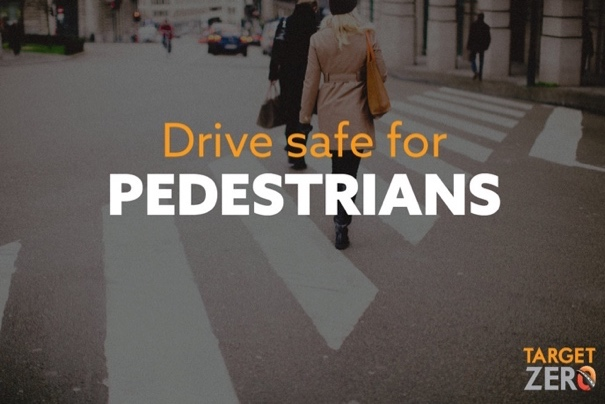 Drive safe for
PEDESTRIANS
TARGET
ZERO